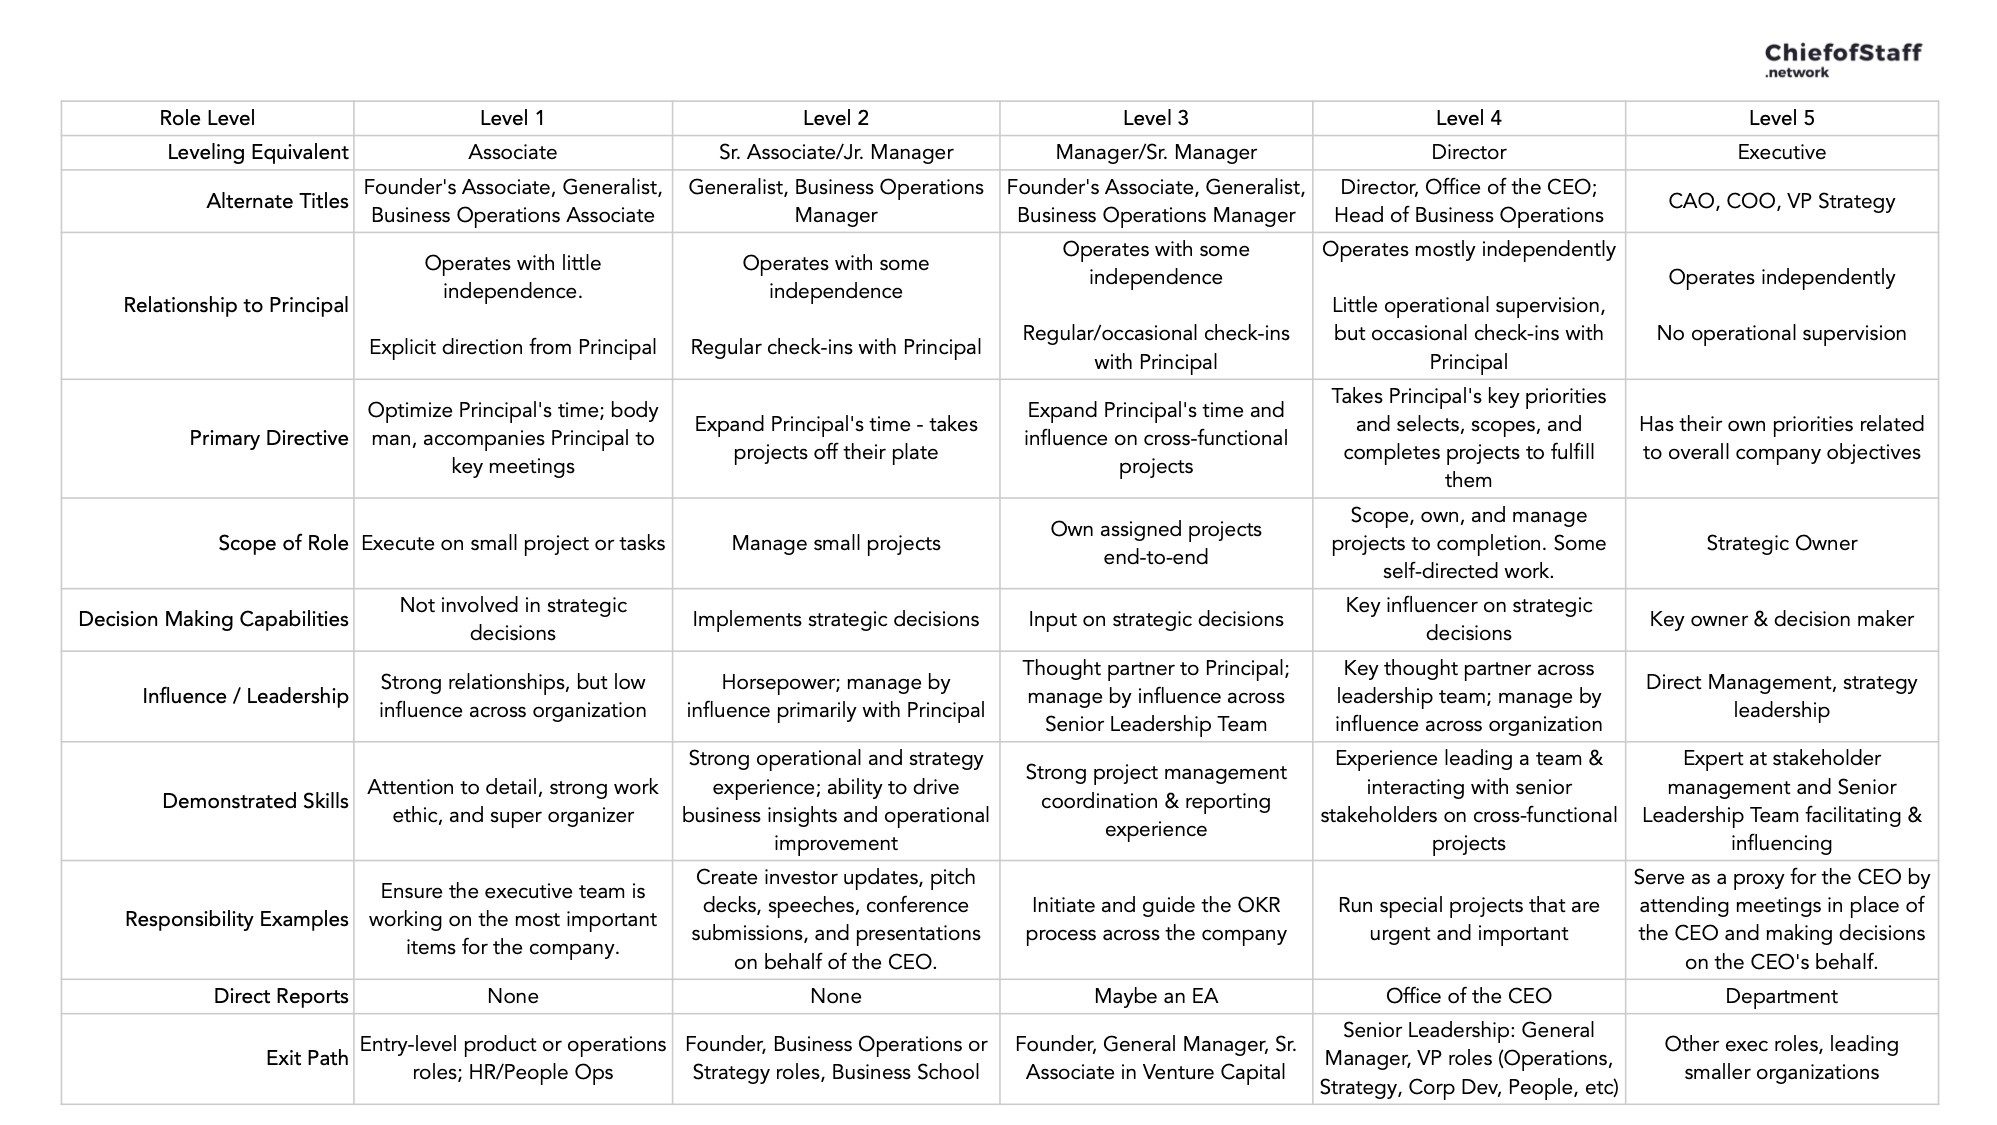 ChiefofStaff
.network
Role Level Level 1 Level 2 Level 3 Level 4 Level 5
Leveling Equivalent Associate Sr. Associate/Jr. Manager Manager/Sr. Manager Director Executive
Alternate Titles
Founder's Associate, Generalist,
Business Operations Associate
Generalist, Business Operations
Manager
Founder's Associate, Generalist,
Business Operations Manager
Director, Office of the CEO;
Head of Business Operations
CAO, COO, VP Strategy
Relationship to Principal
Operates with little
independence.
Explicit direction from Principal
Operates with some
independence
Regular check-ins with Principal
Operates with some
independence
Regular/occasional check-ins
with Principal
Operates mostly independently
Little operational supervision,
but occasional check-ins with
Principal
Operates independently
No operational supervision
Primary Directive
Optimize Principal's time; body
man, accompanies Principal to
key meetings
Expand Principal's time - takes
projects off their plate
Expand Principal's time and
influence on cross-functional
projects
Takes Principal's key priorities
and selects, scopes, and
completes projects to fulfill
them
Has their own priorities related
to overall company objectives
Scope of Role
Execute on small project or tasks
Manage small projects
Own assigned projects
end-to-end
Scope, own, and manage
projects to completion. Some
self-directed work.
Strategic Owner
Decision Making Capabilities
Not involved in strategic
decisions
Implements strategic decisions
Input on strategic decisions
Key influencer on strategic
decisions
Key owner & decision maker
Influence / Leadership
Strong relationships, but low
influence across organization
Horsepower; manage by
influence primarily with Principal
Thought partner to Principal;
manage by influence across
Senior Leadership Team
Key thought partner across
leadership team; manage by
influence across organization
Direct Management, strategy
leadership
Demonstrated Skills
Attention to detail, strong work
ethic, and super organizer
Strong operational and strategy
experience; ability to drive
business insights and operational
improvement
Strong project management
coordination & reporting
experience
Experience leading a team &
interacting with senior
stakeholders on cross-functional
projects
Expert at stakeholder
management and Senior
Leadership Team facilitating &
influencing
Responsibility Examples
Ensure the executive team is
working on the most important
items for the company.
Create investor updates, pitch
decks, speeches, conference
submissions, and presentations
on behalf of the CEO.
Initiate and guide the OKR
process across the company
Run special projects that are
urgent and important
Serve as a proxy for the CEO by
attending meetings in place of
the CEO and making decisions
on the CEO's behalf.
Direct Reports None None Maybe an EA Office of the CEO Department
Exit Path
Entry-level product or operations
roles; HR/People Ops
Founder, Business Operations or
Strategy roles, Business School
Founder, General Manager, Sr.
Associate in Venture Capital
Senior Leadership: General
Manager, VP roles (Operations,
Strategy, Corp Dev, People, etc)
Other exec roles, leading
smaller organizations